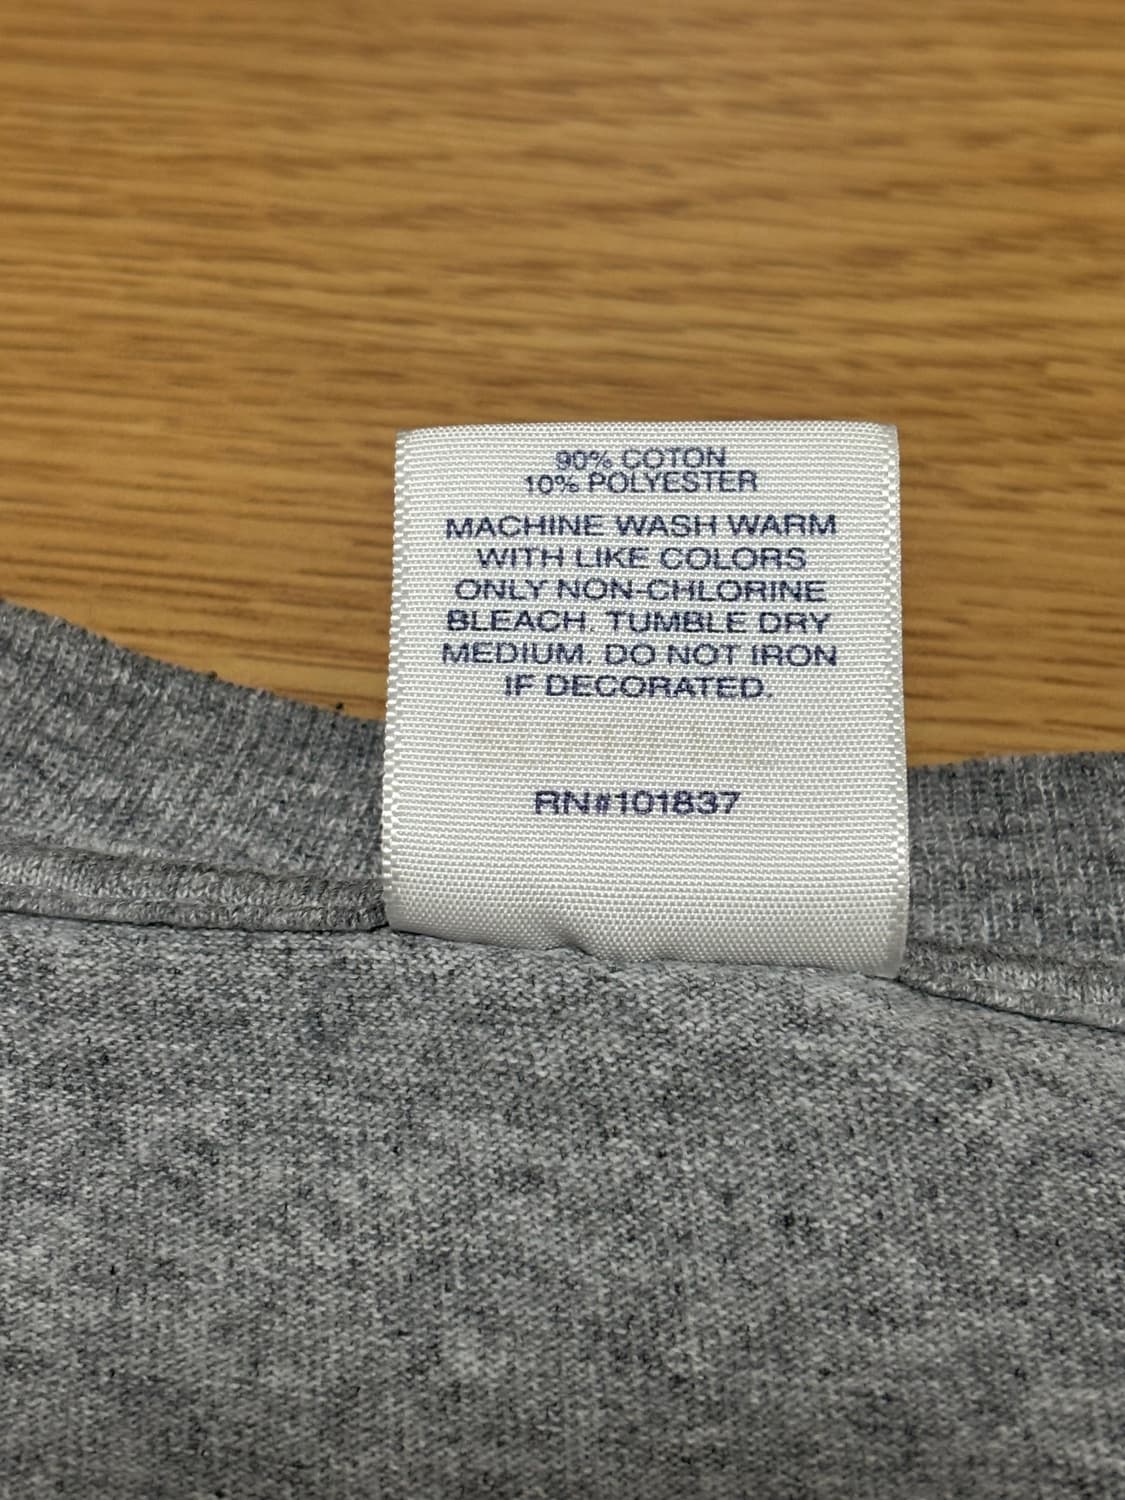 90% COTON
10% POLYESTER
MACHINE WASH WARM
WITH LIKE COLORS
ONLY NON-CHLORINE
BLEACH. TUMBLE DRY
MEDIUM. DO NOT IRON
IF DECORATED.
RN#101837